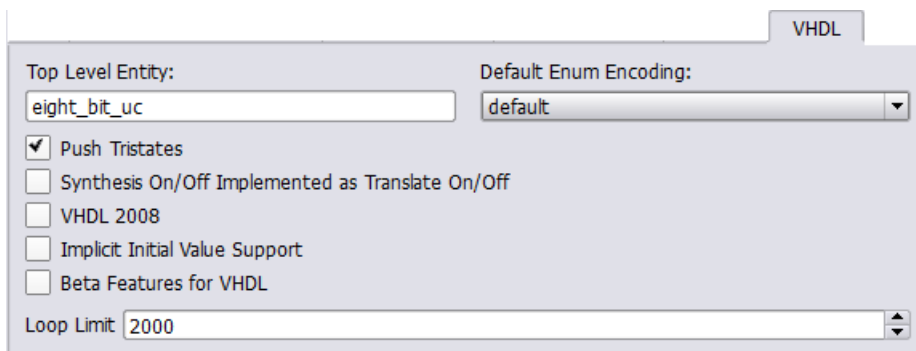 VHDL
Top Level Entity: Default Enum Encoding:
eight_bit_uc default
Push Tristates
Synthesis On/Off Implemented as Translate On/Off
VHDL 2008
Implicit Initial Value Support
Beta Features for VHDL
Loop Limit 2000